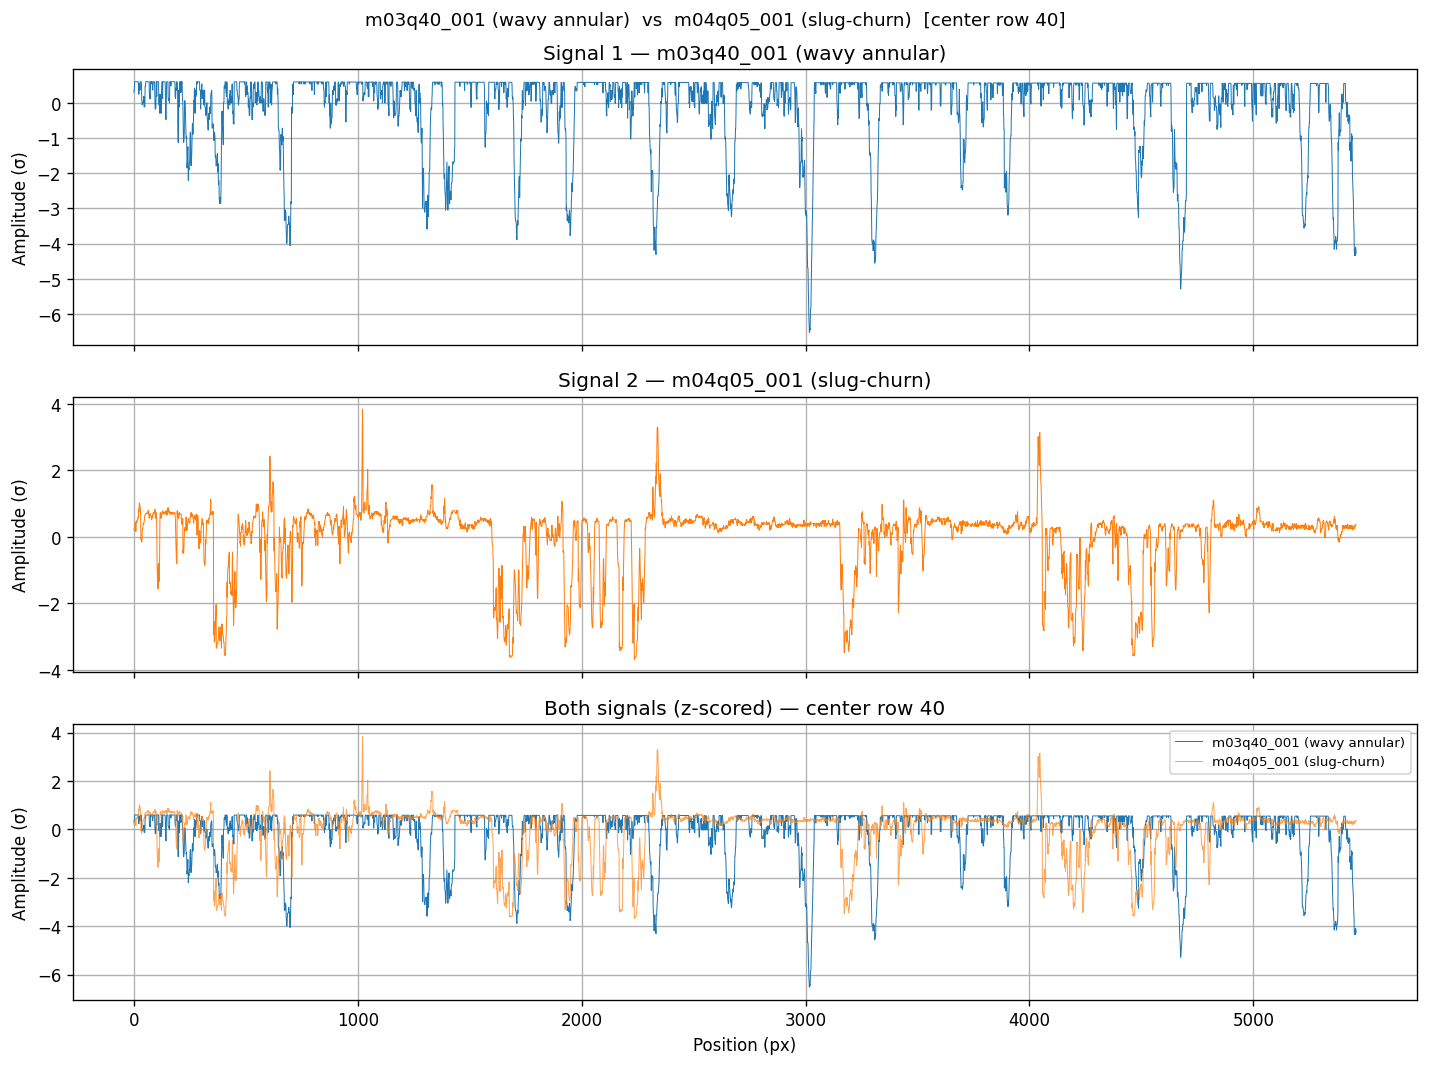 m03q40_001 (wavy annular)  vs  m04q05_001 (slug-churn)  [center row 40]
Signal 1 — m03q40_001 (wavy annular)
Amplitude (σ)
0
−1
−2
−3
−4
−5
−6
Signal 2 — m04q05_001 (slug-churn)
Amplitude (σ)
4
2
0
−2
−4
Both signals (z-scored) — center row 40
m03q40_001 (wavy annular)
m04q05_001 (slug-churn)
Amplitude (σ)
4
2
0
−2
−4
−6
0 1000 2000 3000 4000 5000
Position (px)